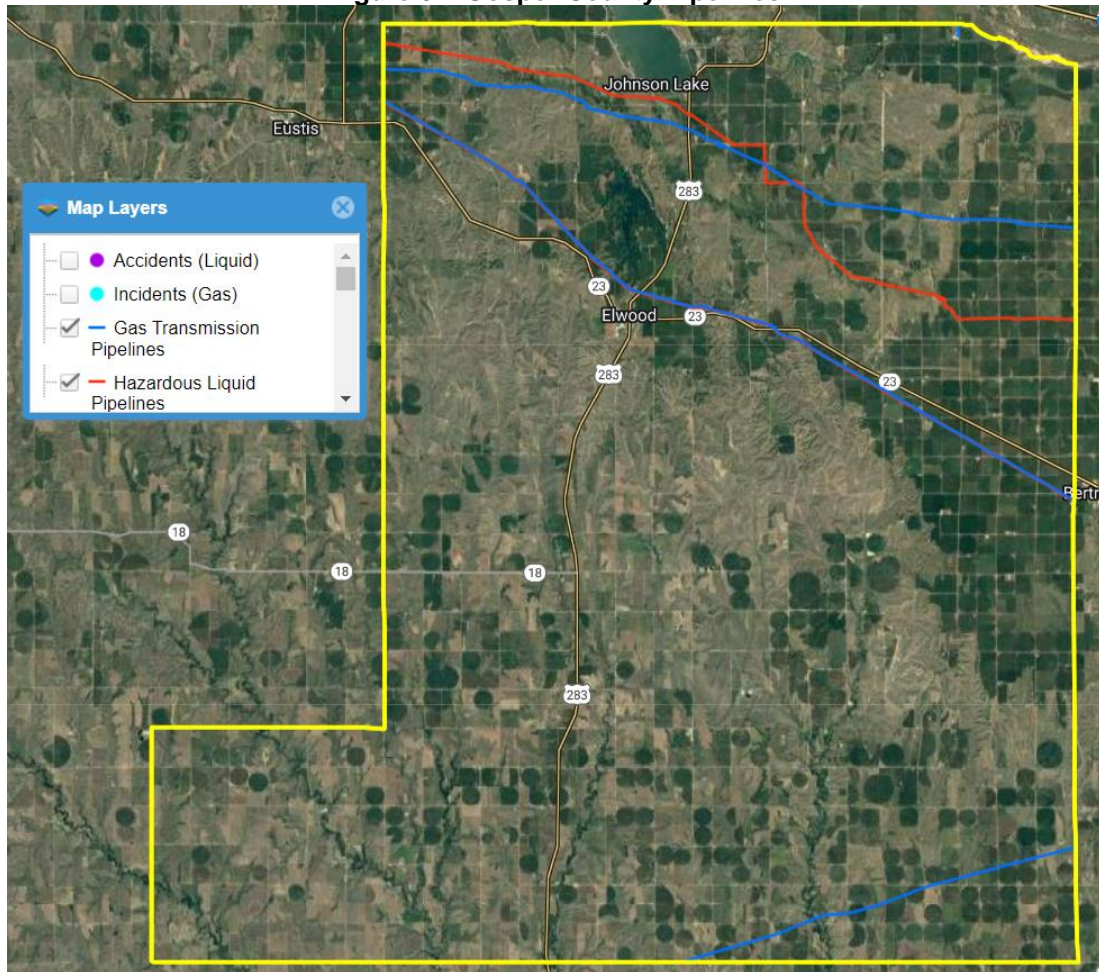 Johnson Lake
Eustis
283
Map Layers
Accidents (Liquid)
Incidents (Gas)
Gas Transmission
Pipelines
Hazardous Liquid
Pipelines
23
Elwood
23
283
23
18
18
18
283